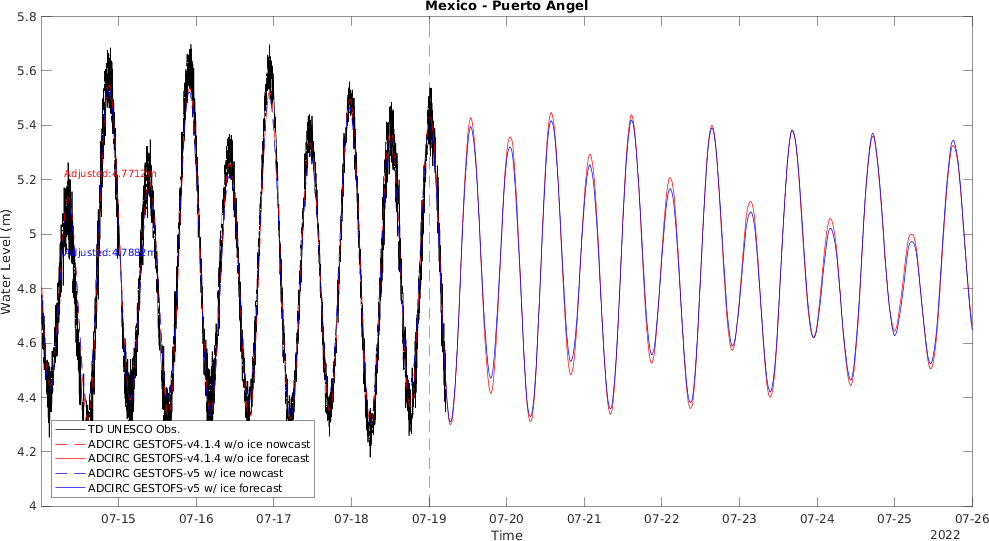 Mexico - Puerto Angel
5.8
5.6
5.4
5.2
5
4.8
4.6
4.4
4.2
4
Water Level (m)
Adjusted:4.7712m
Adjusted:4.7882m
TD UNESCO Obs.
ADCIRC GESTOFS-v4.1.4 w/o ice nowcast
ADCIRC GESTOFS-v4.1.4 w/o ice forecast
ADCIRC GESTOFS-v5 w/ ice nowcast
ADCIRC GESTOFS-v5 w/ ice forecast
07-15 07-16 07-17 07-18 07-19 07-20 07-21 07-22 07-23 07-24 07-25 07-26
Time
2022